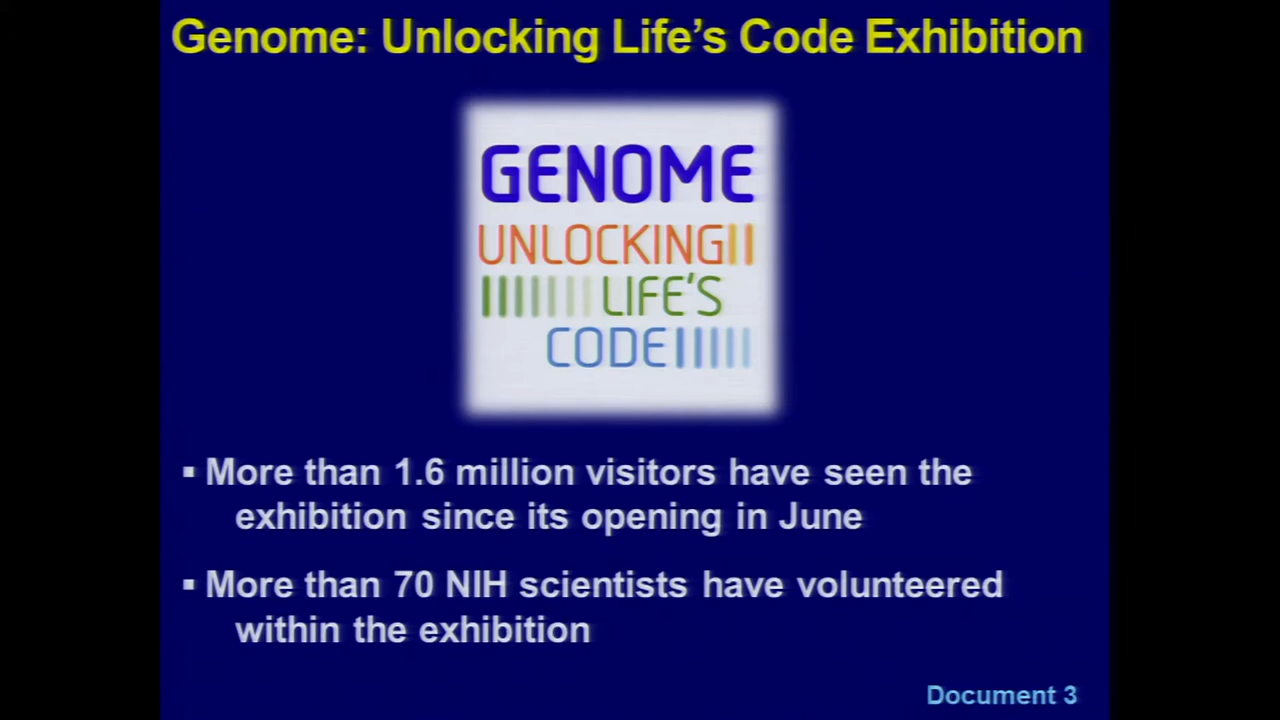 Genome: Unlocking Life’s Code Exhibition
GENOME
UNLOCKING
LIFE’S
CODE
▪ More than 1.6 million visitors have seen the
exhibition since its opening in June
▪ More than 70 NIH scientists have volunteered
within the exhibition
Document 3